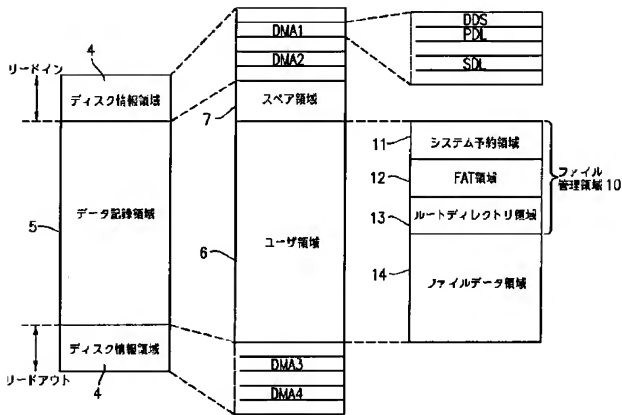 リードイン
4
ディスク情報領域
5
データ記録領域
ディスク情報領域
4
リードアウト
DMA1
DMA2
7
スペア領域
6
ユーザ領域
DMA3
DMA4
DDS
PDL
SDL
11
システム予約領域
12
FAT領域
13
ルートディレクトリ領域
14
ファイルデータ領域
ファイル
管理領域10